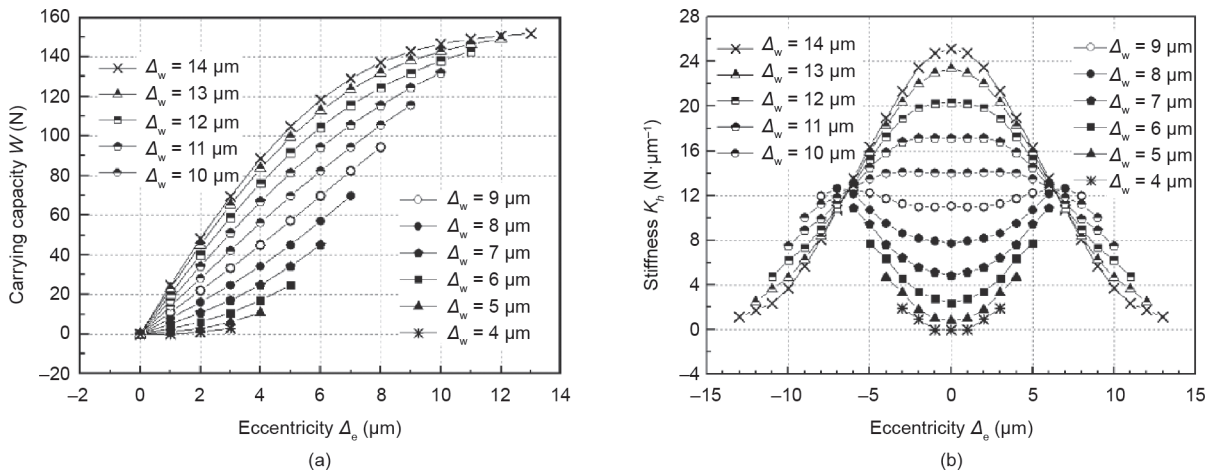 160
140
120
100
80
60
40
20
0
–20
0
2
4
6
8
10
12
14
Carrying capacity W (N)
Eccentricity Δe (μm)
Δw = 14 μm
Δw = 13 μm
Δw = 12 μm
Δw = 11 μm
Δw = 10 μm
Δw = 9 μm
Δw = 8 μm
Δw = 7 μm
Δw = 6 μm
Δw = 5 μm
Δw = 4 μm
(a)
28
24
20
16
12
8
4
0
–4
–15
–10
–5
0
5
10
15
Stiffness Kh (N·μm–1)
Eccentricity Δe (μm)
Δw = 14 μm
Δw = 13 μm
Δw = 12 μm
Δw = 11 μm
Δw = 10 μm
Δw = 9 μm
Δw = 8 μm
Δw = 7 μm
Δw = 6 μm
Δw = 5 μm
Δw = 4 μm
(b)